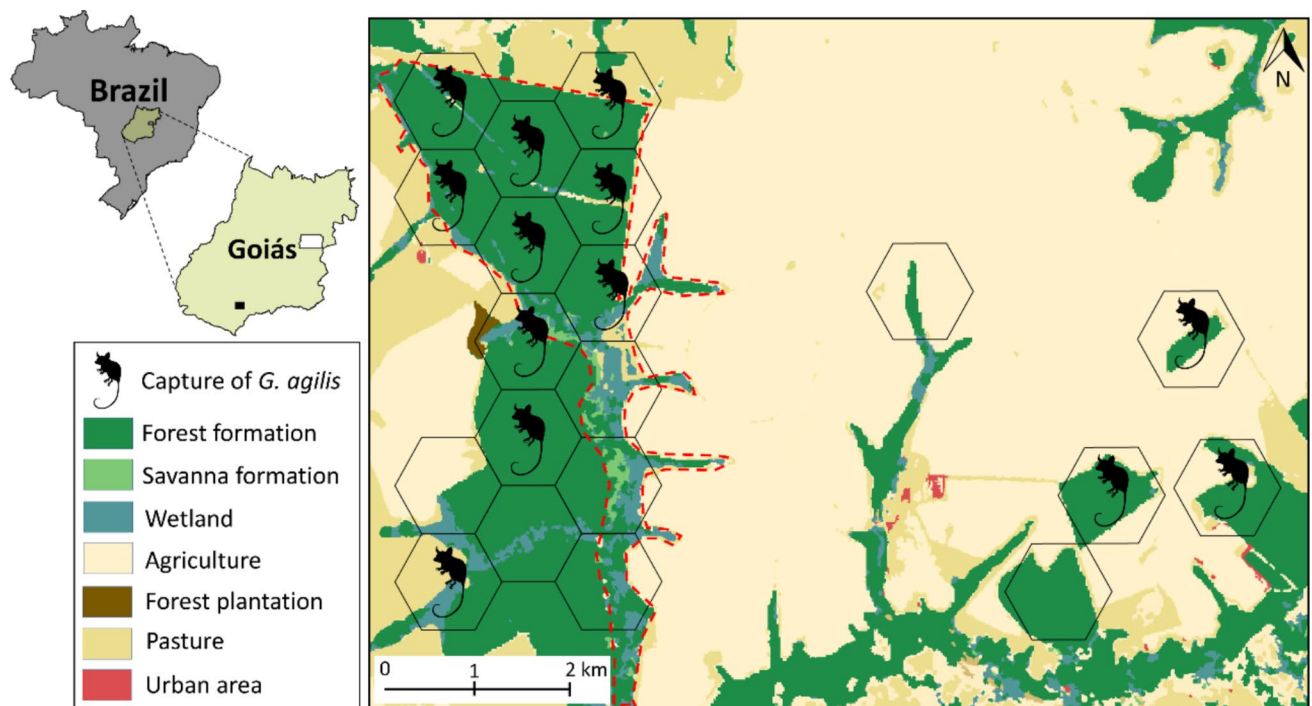 Brazil
Goiás
Capture of G. agilis
Forest formation
Savanna formation
Wetland
Agriculture
Forest plantation
Pasture
Urban area
N
0 1 2 km